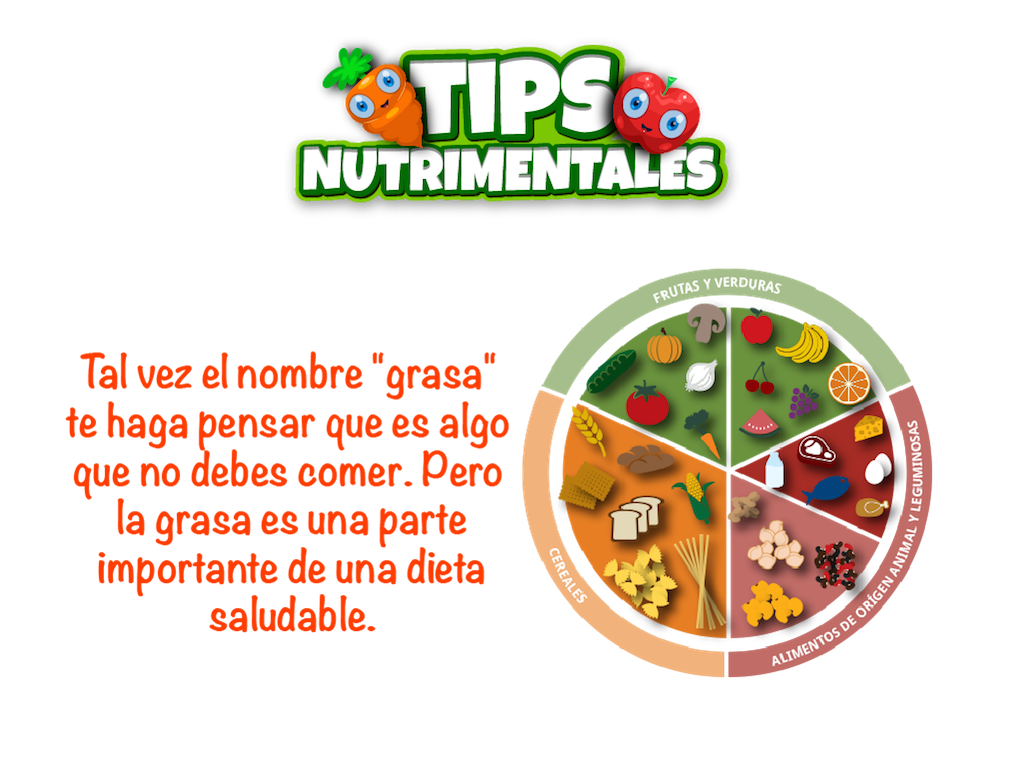 TIPS
NUTRIMENTALES
Tal vez el nombre "grasa"
te haga pensar que es algo
que no debes comer. Pero
la grasa es una parte
importante de una dieta
saludable.
FRUTAS Y VERDURAS
CEREALES
ALIMENTOS DE ORÍGEN ANIMAL Y LEGUMINOSAS